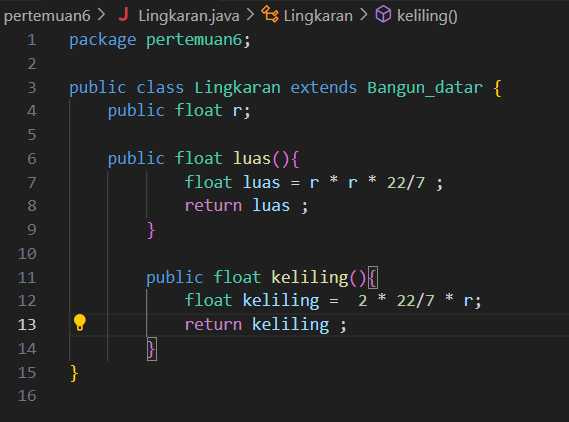 pertemuan6 > J Lingkaran.java > Lingkaran > keliling()
1 package pertemuan6;
2
3 public class Lingkaran extends Bangun_datar {
4 public float r;
5
6 public float luas(){
7 float luas = r * r * 22/7 ;
8 return luas ;
9 }
10
11 public float keliling(){
12 float keliling =  2 * 22/7 * r;
13 return keliling ;
14 }
15 }
16